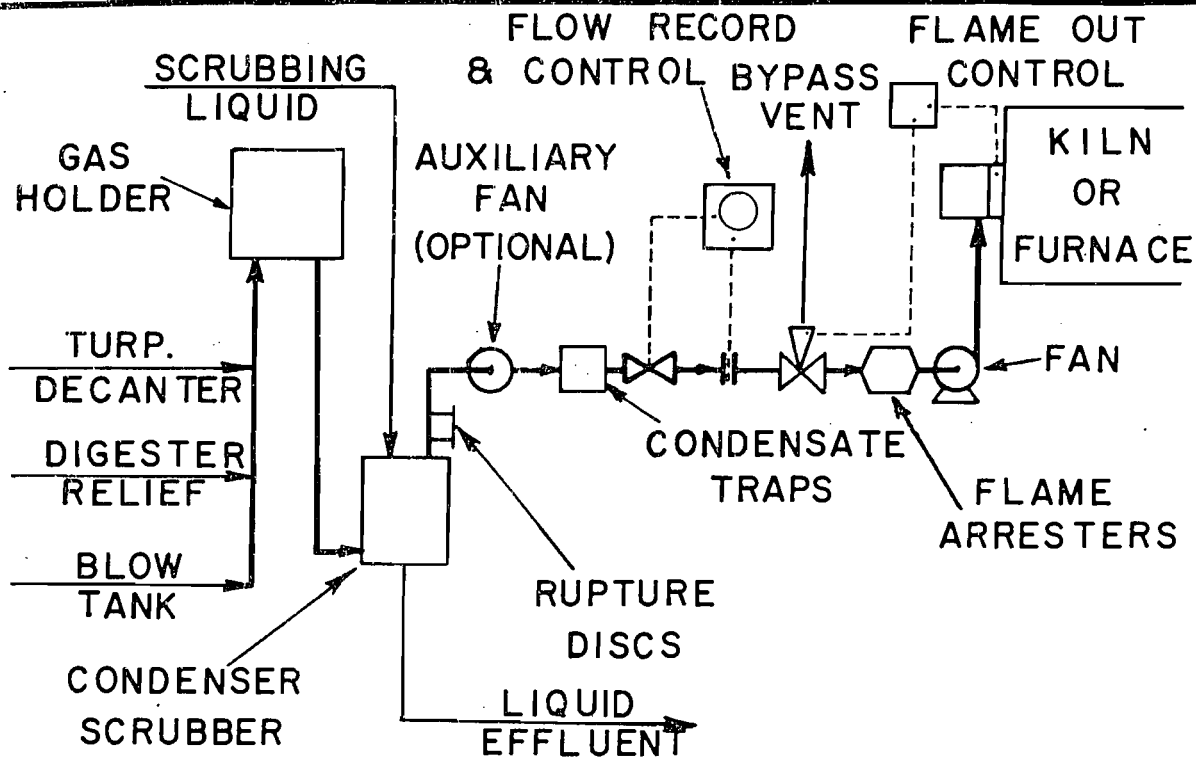 FLOW RECORD
& CONTROL
FLAME OUT
CONTROL
SCRUBBING
LIQUID
BYPASS
VENT
GAS
HOLDER
AUXILIARY
FAN
(OPTIONAL)
KILN
OR
FURNACE
TURP.
DECANTER
FAN
DIGESTER
RELIEF
CONDENSATE
TRAPS
FLAME
ARRESTERS
BLOW
TANK
RUPTURE
DISCS
CONDENSER
SCRUBBER
LIQUID
EFFLUENT